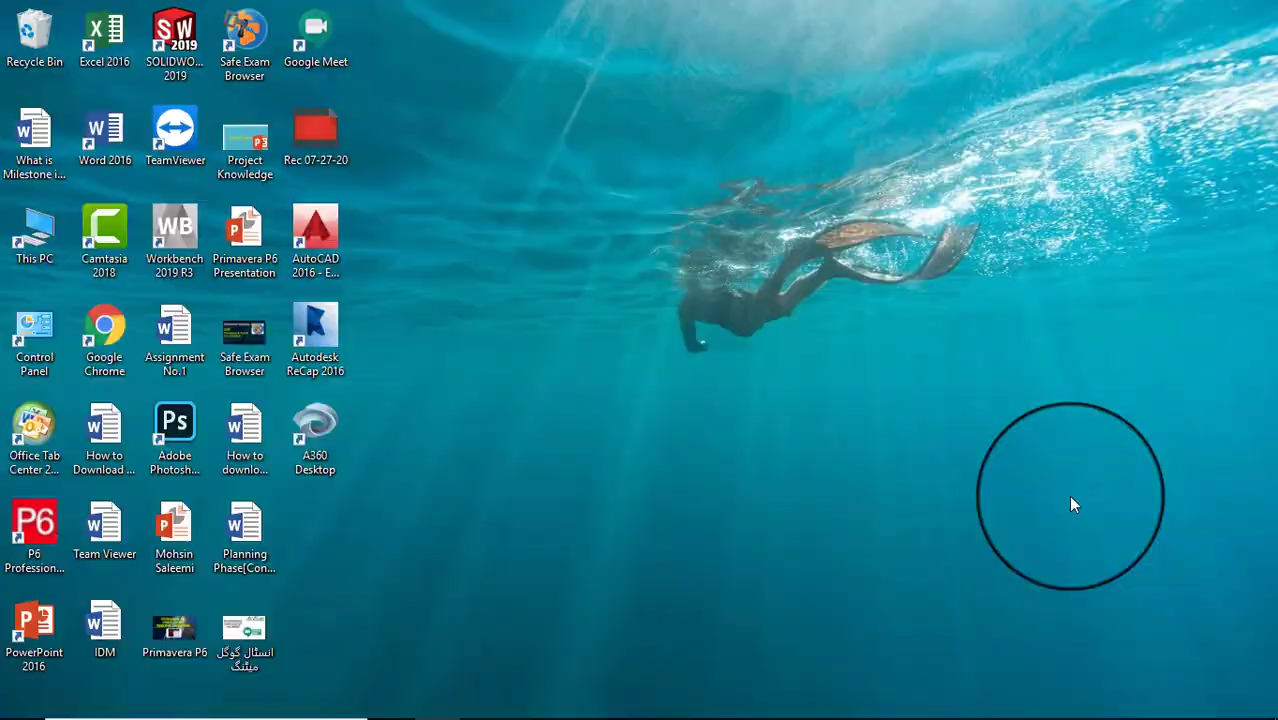 Recycle Bin
Excel 2016
SW
2019
SOLIDWO...
2019
Safe Exam
Browser
Google Meet
What is
Milestone i...
Word 2016
TeamViewer
Project
Knowledge
Rec 07-27-20
This PC
Camtasia
2018
WB
Workbench
2019 R3
Primavera P6
Presentation
AutoCAD
2016 - E...
Control
Panel
Google
Chrome
Assignment
No.1
Safe Exam
Browser
Autodesk
ReCap 2016
Office Tab
Center 2...
How to
Download ...
Ps
Adobe
Photosh...
How to
downlo...
A360
Desktop
P6
P6
Profession...
Team Viewer
Mohsin
Saleemi
Planning
Phase[Con...
PowerPoint
2016
IDM
Primavera P6
انسٹال گوگل
میٹنگ